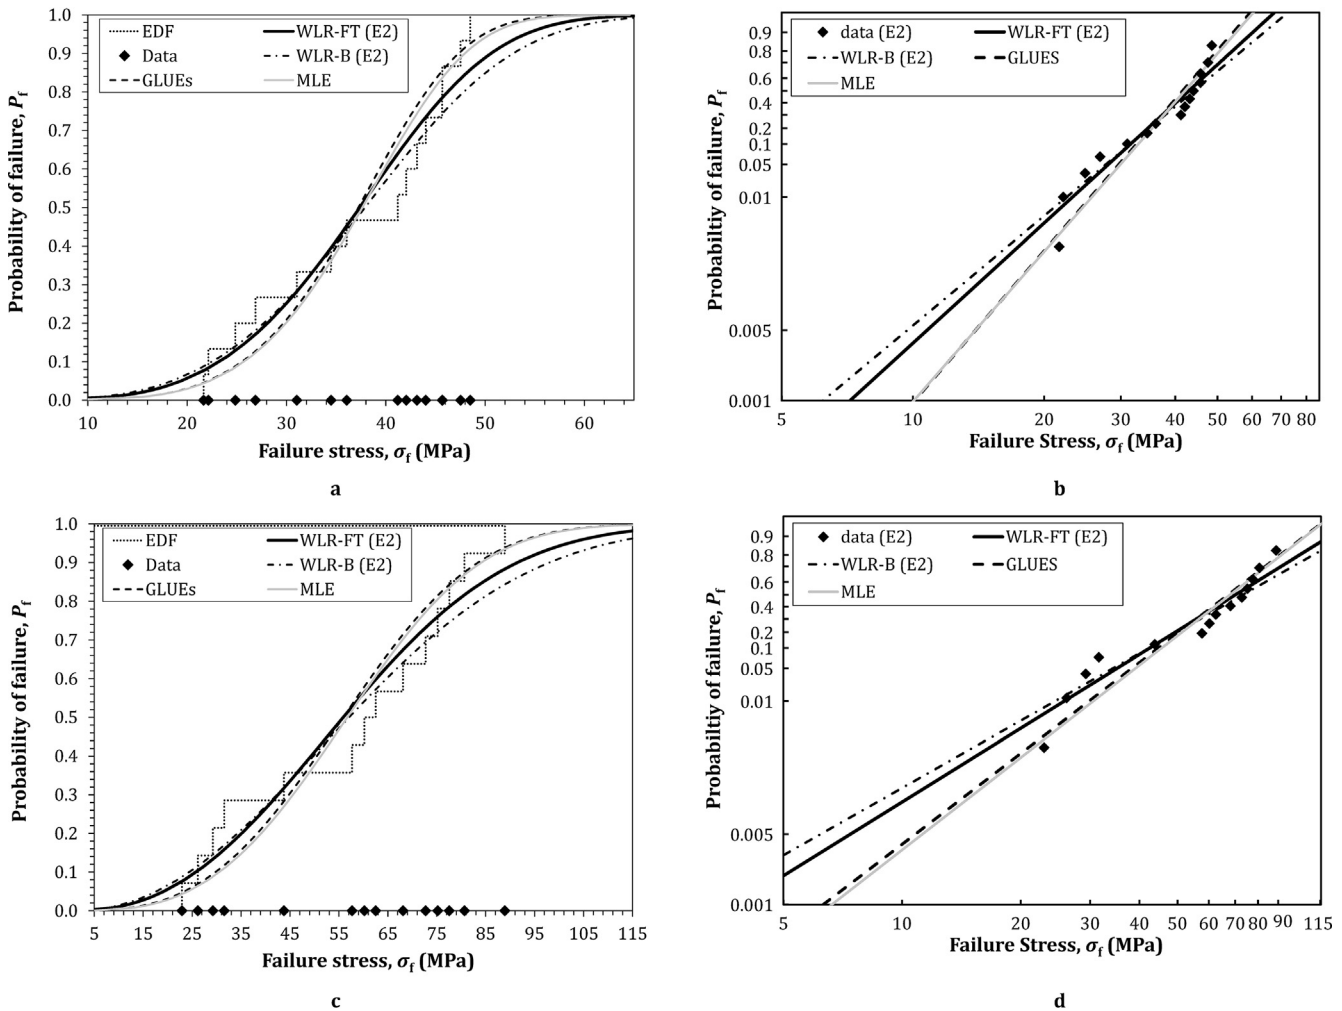 EDF
WLR-FT (E2)
Data
WLR-B (E2)
GLUEs
MLE
1.0
0.9
0.8
0.7
0.6
0.5
0.4
0.3
0.2
0.1
0.0
Probability of failure, Pf
10 20 30 40 50 60
Failure stress, σf (MPa)
a
data (E2)
WLR-FT (E2)
WLR-B (E2)
GLUES
MLE
0.9
0.8
0.6
0.4
0.2
0.1
0.05
0.01
0.005
0.001
Probabiltiy of failure, Pf
5 10 20 30 40 50 60 70 80
Failure Stress, σf (MPa)
b
EDF
WLR-FT (E2)
Data
WLR-B (E2)
GLUEs
MLE
1.0
0.9
0.8
0.7
0.6
0.5
0.4
0.3
0.2
0.1
0.0
Probability of failure, Pf
5 15 25 35 45 55 65 75 85 95 105 115
Failure stress, σf (MPa)
c
data (E2)
WLR-FT (E2)
WLR-B (E2)
GLUES
MLE
0.9
0.8
0.6
0.4
0.2
0.1
0.05
0.01
0.005
0.001
Probabiltiy of failure, Pf
5 10 20 30 40 50 60 70 80 90 115
Failure Stress, σf (MPa)
d